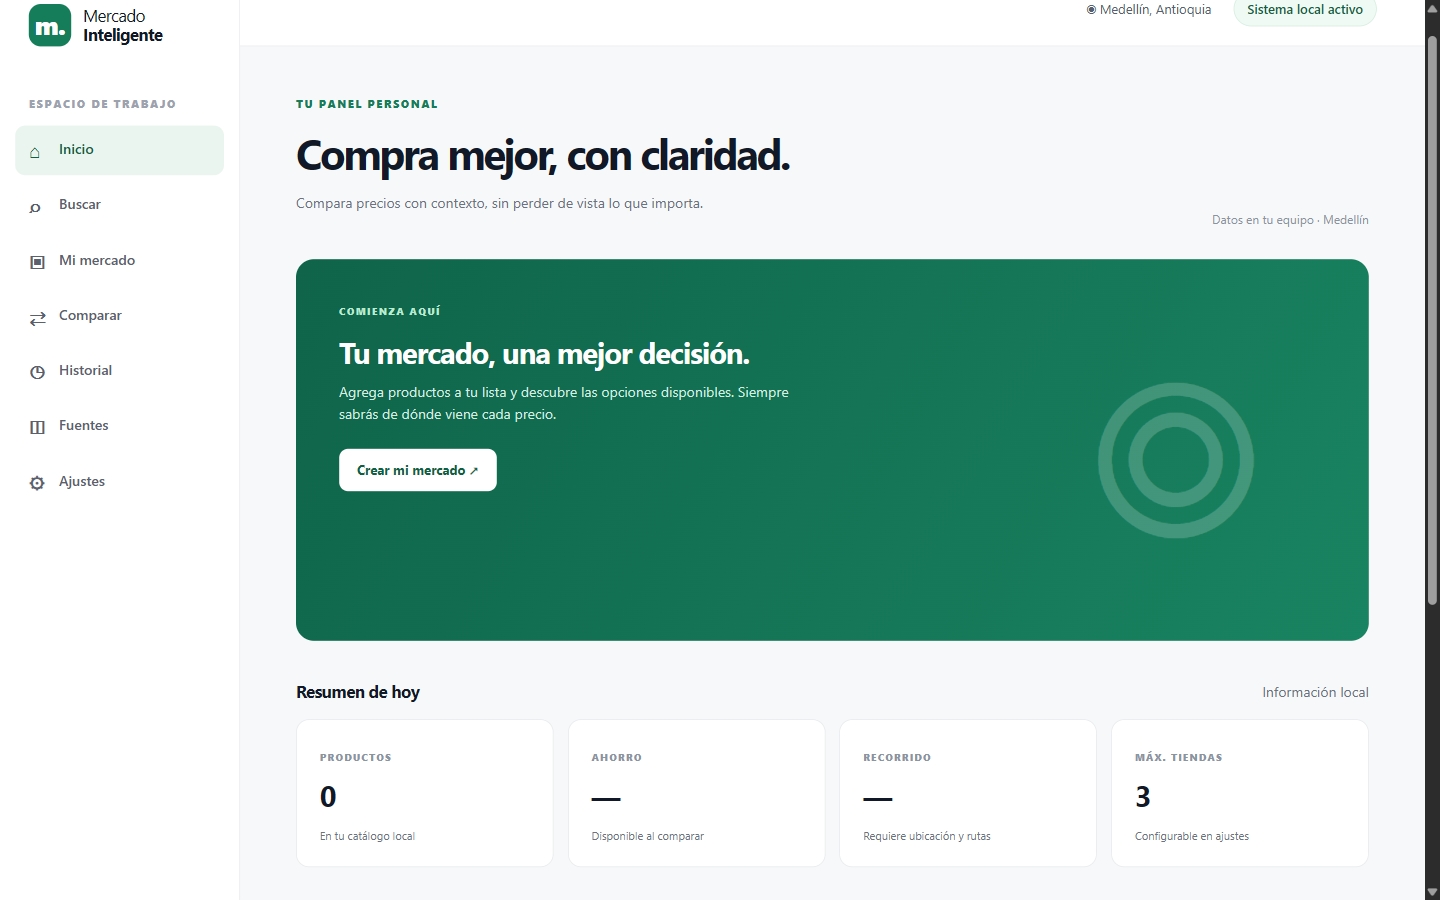 m.
Mercado
Inteligente
ESPACIO DE TRABAJO
Inicio
Buscar
Mi mercado
Comparar
Historial
Fuentes
Ajustes
Medellín, Antioquia
Sistema local activo
TU PANEL PERSONAL
Compra mejor, con claridad.
Compara precios con contexto, sin perder de vista lo que importa.
Datos en tu equipo · Medellín
COMIENZA AQUÍ
Tu mercado, una mejor decisión.
Agrega productos a tu lista y descubre las opciones disponibles. Siempre
sabrás de dónde viene cada precio.
Crear mi mercado ↗
Resumen de hoy
Información local
PRODUCTOS
0
En tu catálogo local
AHORRO
—
Disponible al comparar
RECORRIDO
—
Requiere ubicación y rutas
MÁX. TIENDAS
3
Configurable en ajustes